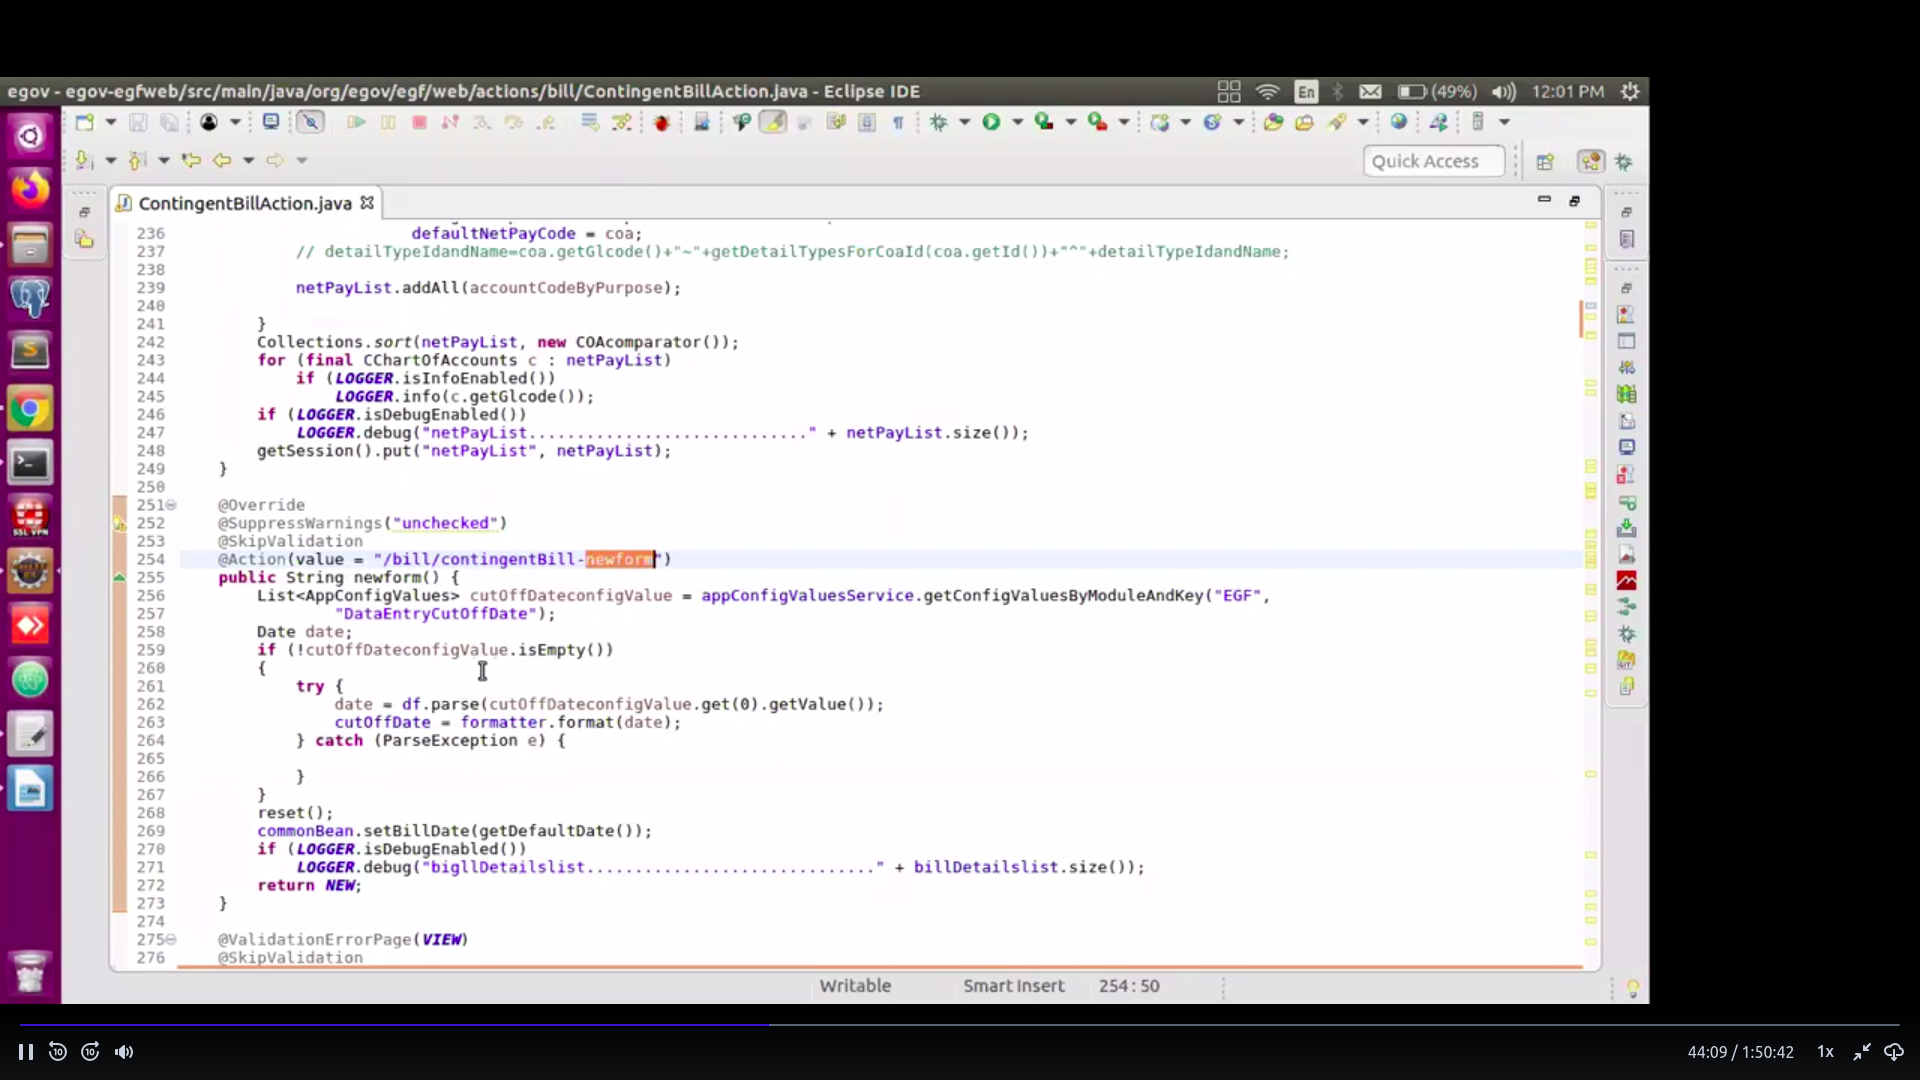 egov - egov-egfweb/src/main/java/org/egov/egf/web/actions/bill/ContingentBillAction.java - Eclipse IDE
En
(49%)
12:01 PM
Quick Access
ContingentBillAction.java
236 defaultNetPayCode = coa;
237 // detailTypeIdandName=coa.getGlcode()+"~"+getDetailTypesForCoaId(coa.getId())+"^"+detailTypeIdandName;
238
239 netPayList.addAll(accountCodeByPurpose);
240
241 }
242 Collections.sort(netPayList, new COAcomparator());
243 for (final CChartOfAccounts c : netPayList)
244 if (LOGGER.isInfoEnabled())
245 LOGGER.info(c.getGlcode());
246 if (LOGGER.isDebugEnabled())
247 LOGGER.debug("netPayList............................." + netPayList.size());
248 getSession().put("netPayList", netPayList);
249 }
250
251 @Override
252 @SuppressWarnings("unchecked")
253 @SkipValidation
254 @Action(value = "/bill/contingentBill-newform")
255 public String newform() {
256 List<AppConfigValues> cutOffDateconfigValue = appConfigValuesService.getConfigValuesByModuleAndKey("EGF",
257 "DataEntryCutOffDate");
258 Date date;
259 if (!cutOffDateconfigValue.isEmpty())
260 {
261 try {
262 date = df.parse(cutOffDateconfigValue.get(0).getValue());
263 cutOffDate = formatter.format(date);
264 } catch (ParseException e) {
265
266 }
267 }
268 reset();
269 commonBean.setBillDate(getDefaultDate());
270 if (LOGGER.isDebugEnabled())
271 LOGGER.debug("bigllDetailslist.............................." + billDetailslist.size());
272 return NEW;
273 }
274
275 @ValidationErrorPage(VIEW)
276 @SkipValidation
SSL VPN
Writable
Smart Insert
254 : 50
10
10
44:09 / 1:50:42
1x